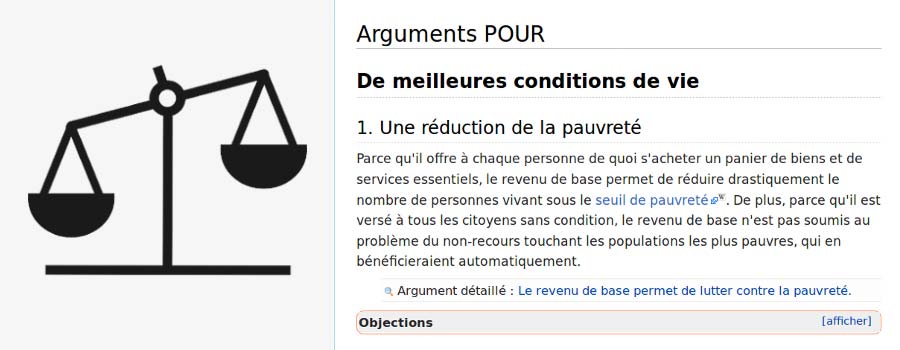 Arguments POUR
De meilleures conditions de vie
1. Une réduction de la pauvreté
Parce qu'il offre à chaque personne de quoi s'acheter un panier de biens et de
services essentiels, le revenu de base permet de réduire drastiquement le
nombre de personnes vivant sous le seuil de pauvreté W. De plus, parce qu'il est
versé à tous les citoyens sans condition, le revenu de base n'est pas soumis au
problème du non-recours touchant les populations les plus pauvres, qui en
bénéficieraient automatiquement.
Argument détaillé : Le revenu de base permet de lutter contre la pauvreté.
Objections [afficher]